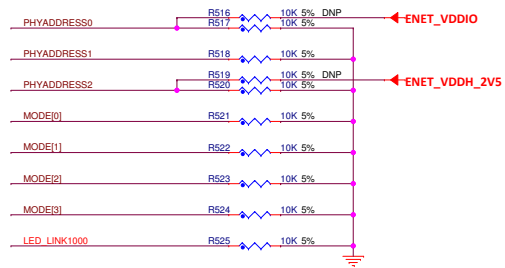 R516 10K 5% DNP ENET_VDDIO
PHYADDRESS0 R517 10K 5%
PHYADDRESS1 R518 10K 5%
R519 10K 5% DNP ENET_VDDH_2V5
PHYADDRESS2 R520 10K 5%
MODE[0] R521 10K 5%
MODE[1] R522 10K 5%
MODE[2] R523 10K 5%
MODE[3] R524 10K 5%
LED_LINK1000 R525 10K 5%